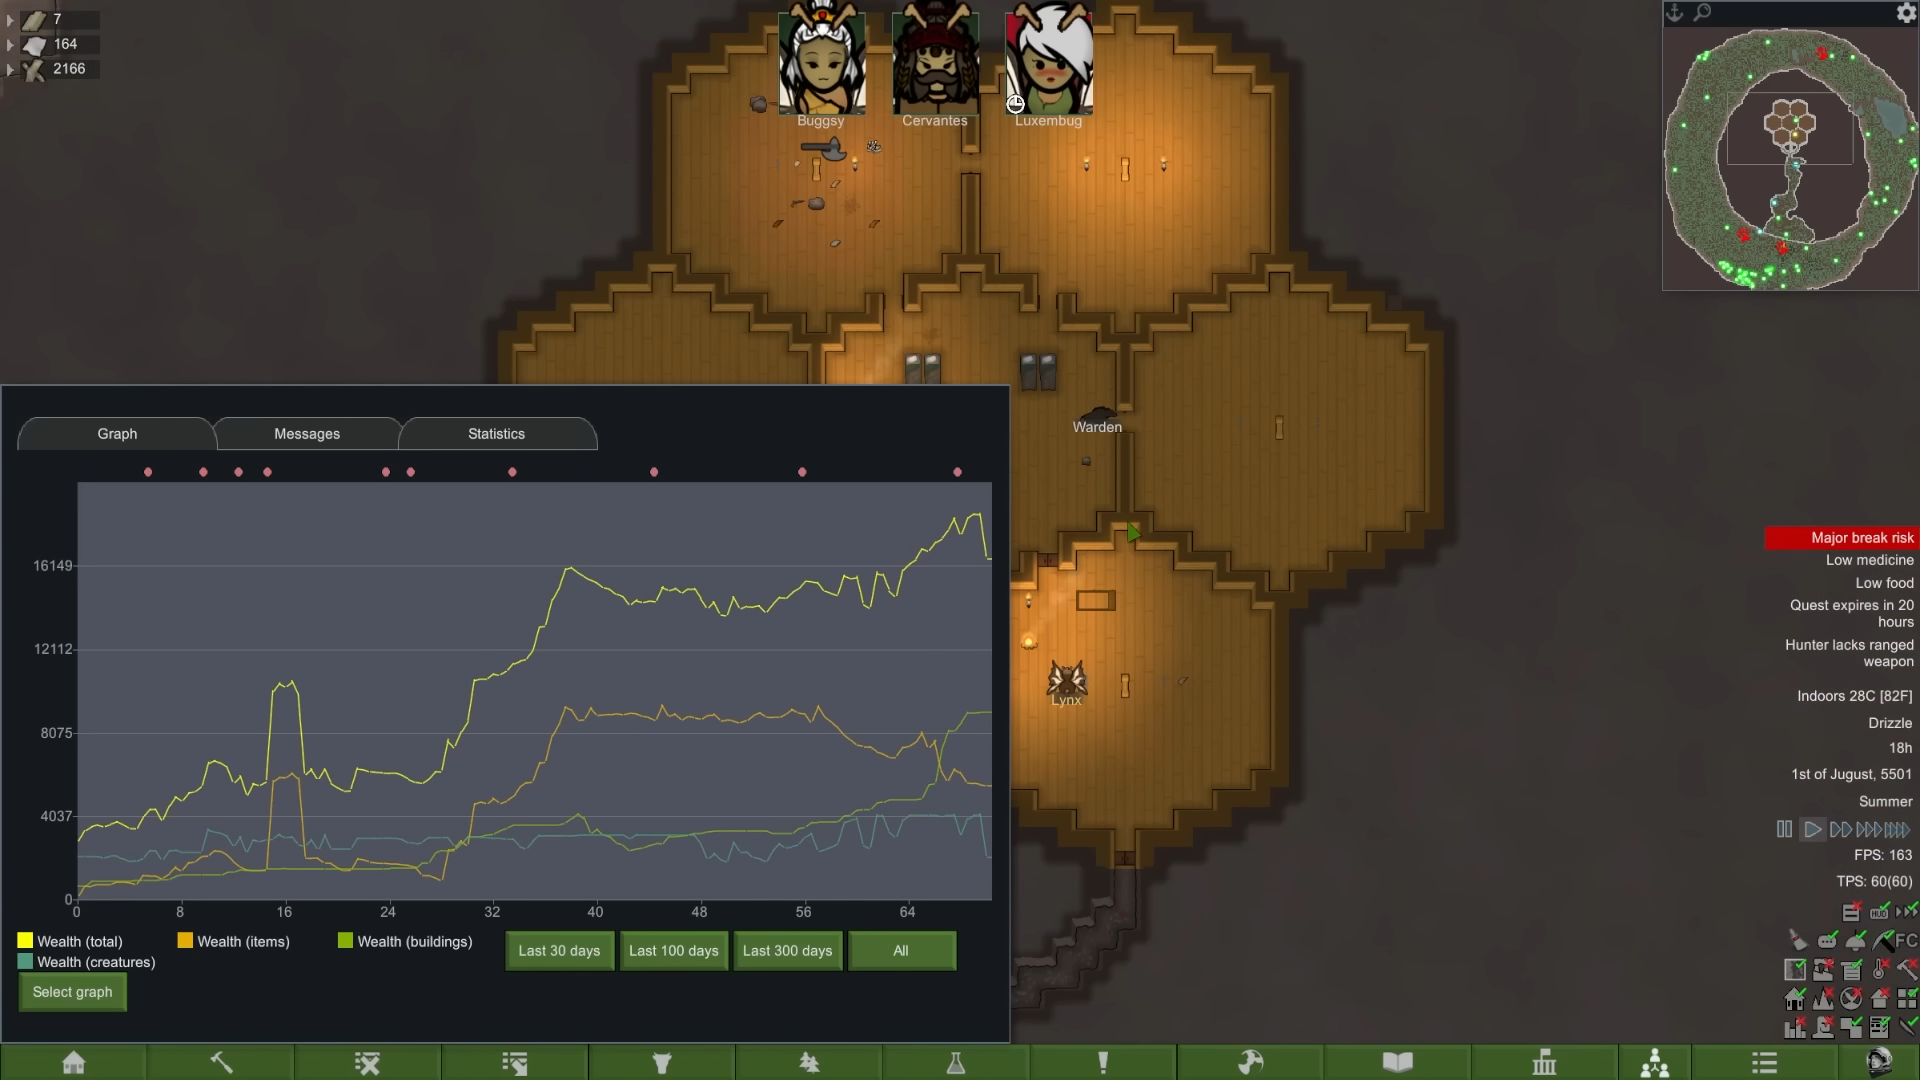 7
164
2166
Buggsy
Cervantes
Luxembug
Warden
Lynx
Graph
Messages
Statistics
16149
12112
8075
4037
0
0 8 16 24 32 40 48 56 64
Wealth (total)
Wealth (items)
Wealth (buildings)
Wealth (creatures)
Last 30 days
Last 100 days
Last 300 days
All
Select graph
Major break risk
Low medicine
Low food
Quest expires in 20
hours
Hunter lacks ranged
weapon
Indoors 28C [82F]
Drizzle
18h
1st of Jugust, 5501
Summer
FPS: 163
TPS: 60(60)
HUD
FC